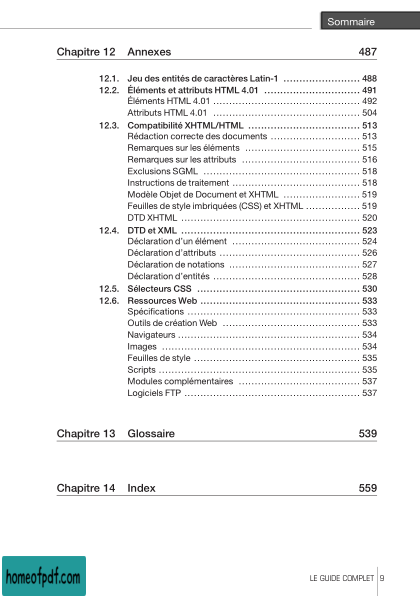 Sommaire
Chapitre 12 Annexes 487
12.1. Jeu des entités de caractères Latin-1 ........................ 488
12.2. Éléments et attributs HTML 4.01 .............................. 491
Éléments HTML 4.01 .............................................. 492
Attributs HTML 4.01 .............................................. 504
12.3. Compatibilité XHTML/HTML ................................... 513
Rédaction correcte des documents ............................ 513
Remarques sur les éléments .................................... 515
Remarques sur les attributs ..................................... 516
Exclusions SGML ................................................. 518
Instructions de traitement ........................................ 518
Modèle Objet de Document et XHTML ........................ 519
Feuilles de style imbriquées (CSS) et XHTML ................. 519
DTD XHTML ........................................................ 520
12.4. DTD et XML ........................................................ 523
Déclaration d'un élément ........................................ 524
Déclaration d'attributs ............................................ 526
Déclaration de notations ......................................... 527
Déclaration d'entités .............................................. 528
12.5. Sélecteurs CSS ................................................... 530
12.6. Ressources Web .................................................. 533
Spécifications ...................................................... 533
Outils de création Web ........................................... 533
Navigateurs ......................................................... 534
Images .............................................................. 534
Feuilles de style .................................................... 535
Scripts ............................................................... 535
Modules complémentaires ...................................... 537
Logiciels FTP ....................................................... 537
Chapitre 13 Glossaire 539
Chapitre 14 Index 559
homeofpdf.com
LE GUIDE COMPLET 9